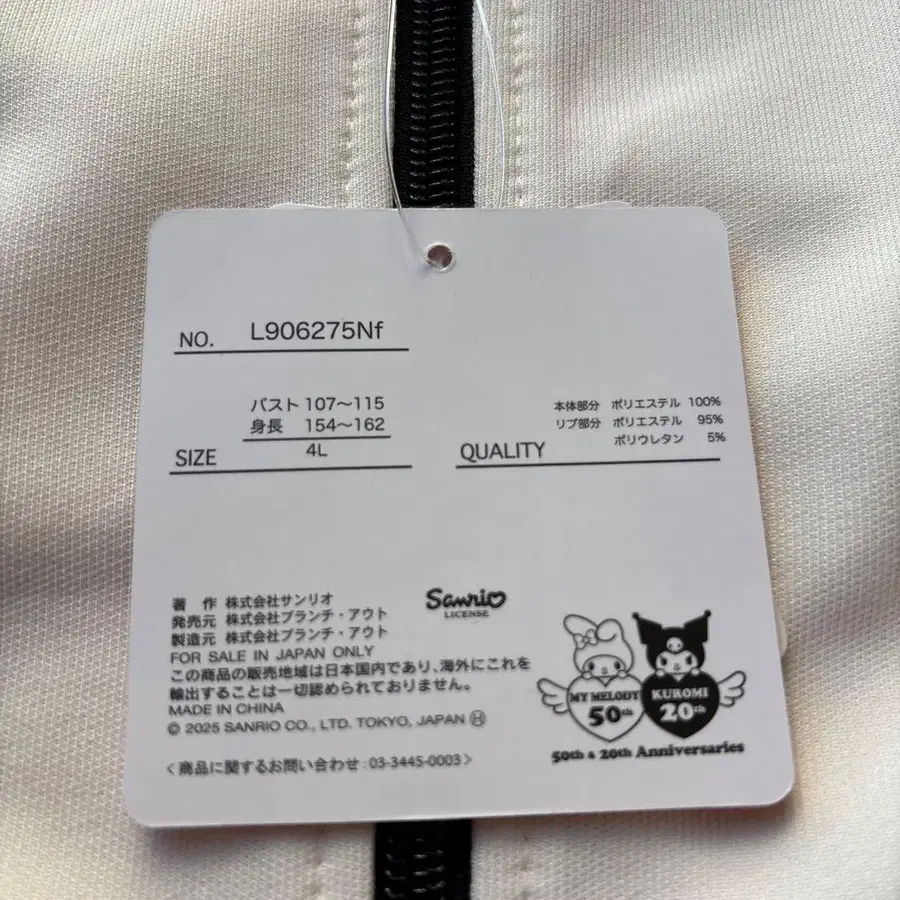 NO. L906275Nf
バスト 107～115
身長 154～162
SIZE 4L
本体部分 ポリエステル 100%
リブ部分 ポリエステル 95%
ポリウレタン 5%
QUALITY
著 作 株式会社サンリオ
発売元 株式会社ブランチ・アウト
製造元 株式会社ブランチ・アウト
FOR SALE IN JAPAN ONLY
この商品の販売地域は日本国内であり、海外にこれを
輸出することは一切認められておりません。
MADE IN CHINA
© 2025 SANRIO CO., LTD. TOKYO, JAPAN Ⓗ
〈商品に関するお問い合わせ:03-3445-0003〉
Sanrio
LICENSE
MY MELODY
50th
KUROMI
20th
50th & 20th Anniversaries